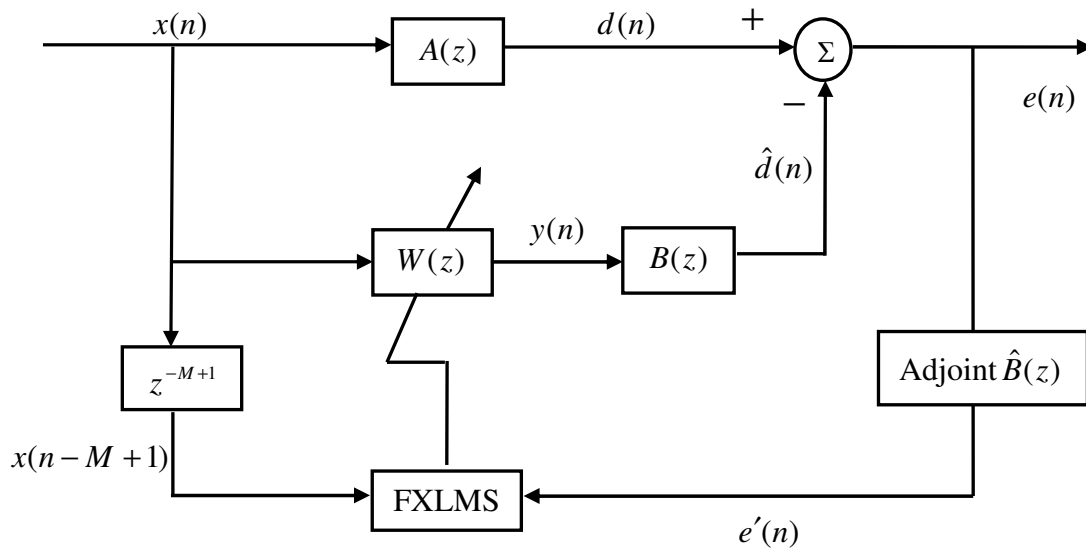 x(n)
A(z)
d(n)
+
Σ
e(n)
−
d̂(n)
W(z)
y(n)
B(z)
z^{-M+1}
Adjoint B̂(z)
x(n−M+1)
FXLMS
e′(n)